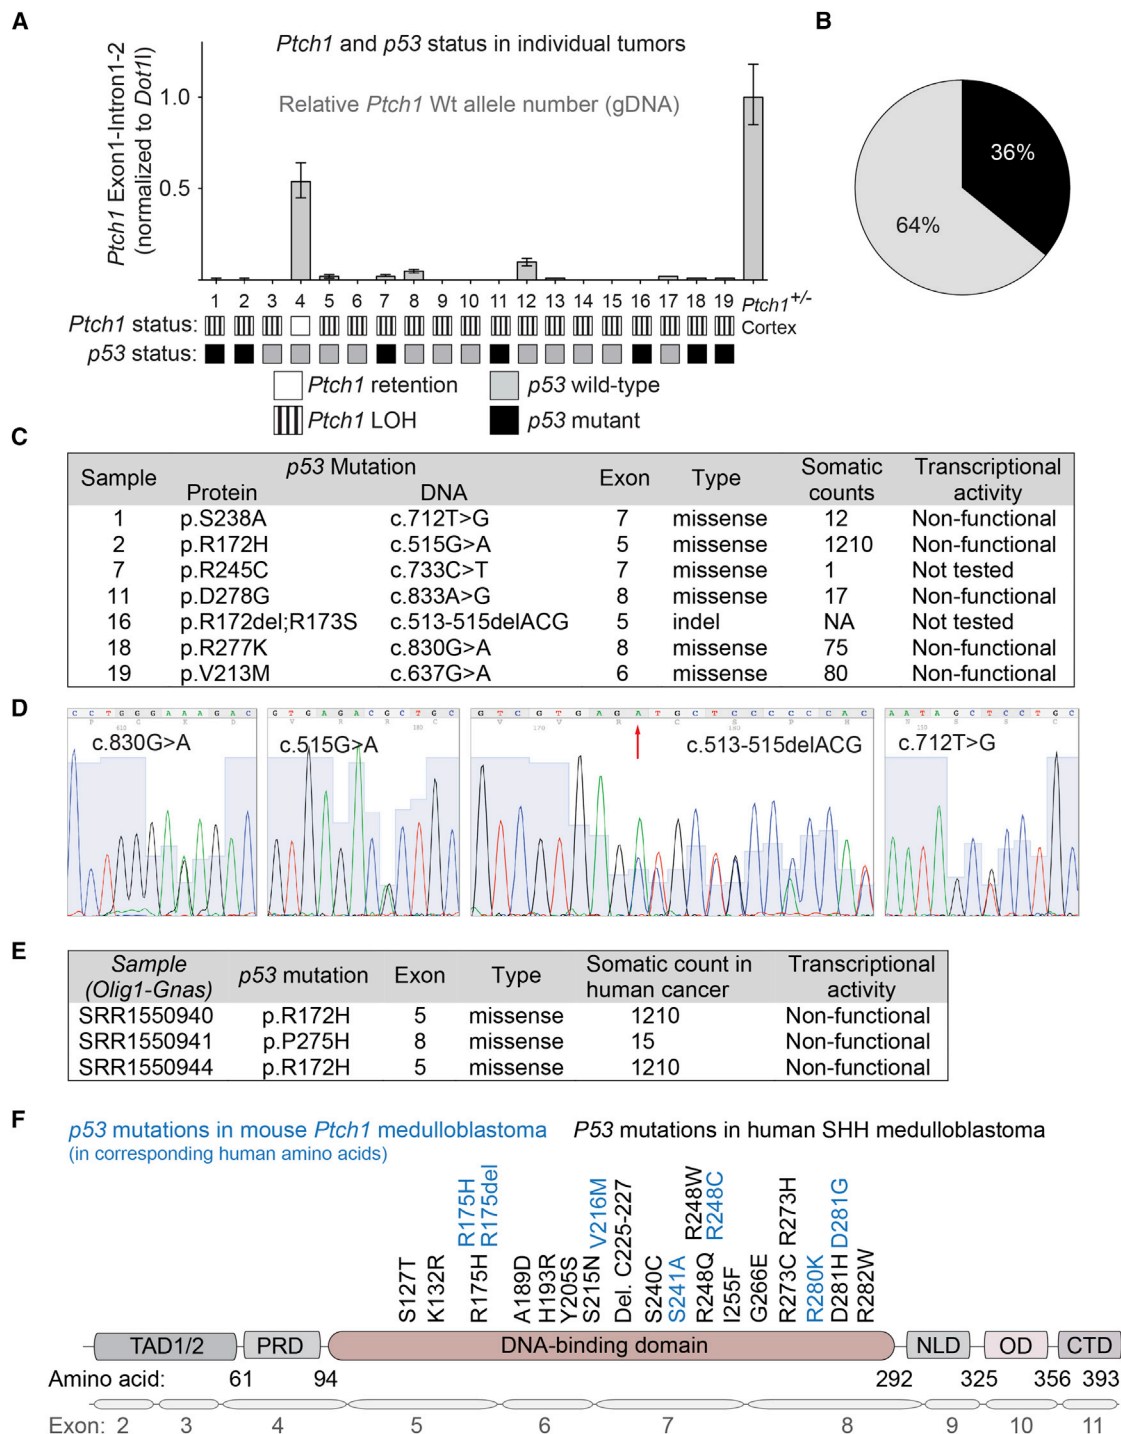 A
Ptch1 and p53 status in individual tumors
Relative Ptch1 Wt allele number (gDNA)
Ptch1 Exon1-Intron1-2
(normalized to Dot1l)
1.0
0.5
1 2 3 4 5 6 7 8 9 10 11 12 13 14 15 16 17 18 19 Ptch1+/-
Cortex
Ptch1 status:
p53 status:
Ptch1 retention
p53 wild-type
Ptch1 LOH
p53 mutant
B
36%
64%
C
Sample p53 Mutation Exon Type Somatic counts Transcriptional activity
Protein DNA
1 p.S238A c.712T>G 7 missense 12 Non-functional
2 p.R172H c.515G>A 5 missense 1210 Non-functional
7 p.R245C c.733C>T 7 missense 1 Not tested
11 p.D278G c.833A>G 8 missense 17 Non-functional
16 p.R172del;R173S c.513-515delACG 5 indel NA Not tested
18 p.R277K c.830G>A 8 missense 75 Non-functional
19 p.V213M c.637G>A 6 missense 80 Non-functional
D
C C T G G G A A A G A C
c.830G>A
G T G A G A C G C T G C
c.515G>A
G T C G T G A G A T G C T C C C C C C A C
c.513-515delACG
A A T A G C T C C T G C
c.712T>G
E
Sample (Olig1-Gnas) p53 mutation Exon Type Somatic count in human cancer Transcriptional activity
SRR1550940 p.R172H 5 missense 1210 Non-functional
SRR1550941 p.P275H 8 missense 15 Non-functional
SRR1550944 p.R172H 5 missense 1210 Non-functional
F
p53 mutations in mouse Ptch1 medulloblastoma
(in corresponding human amino acids)
P53 mutations in human SHH medulloblastoma
R175H R175del V216M R248W R248C R273H D281G
S127T K132R R175H A189D H193R Y205S S215N Del. C225-227 S240C S241A R248Q I255F G266E R273C R280K D281H R282W
TAD1/2 PRD DNA-binding domain NLD OD CTD
Amino acid: 61 94 292 325 356 393
Exon: 2 3 4 5 6 7 8 9 10 11